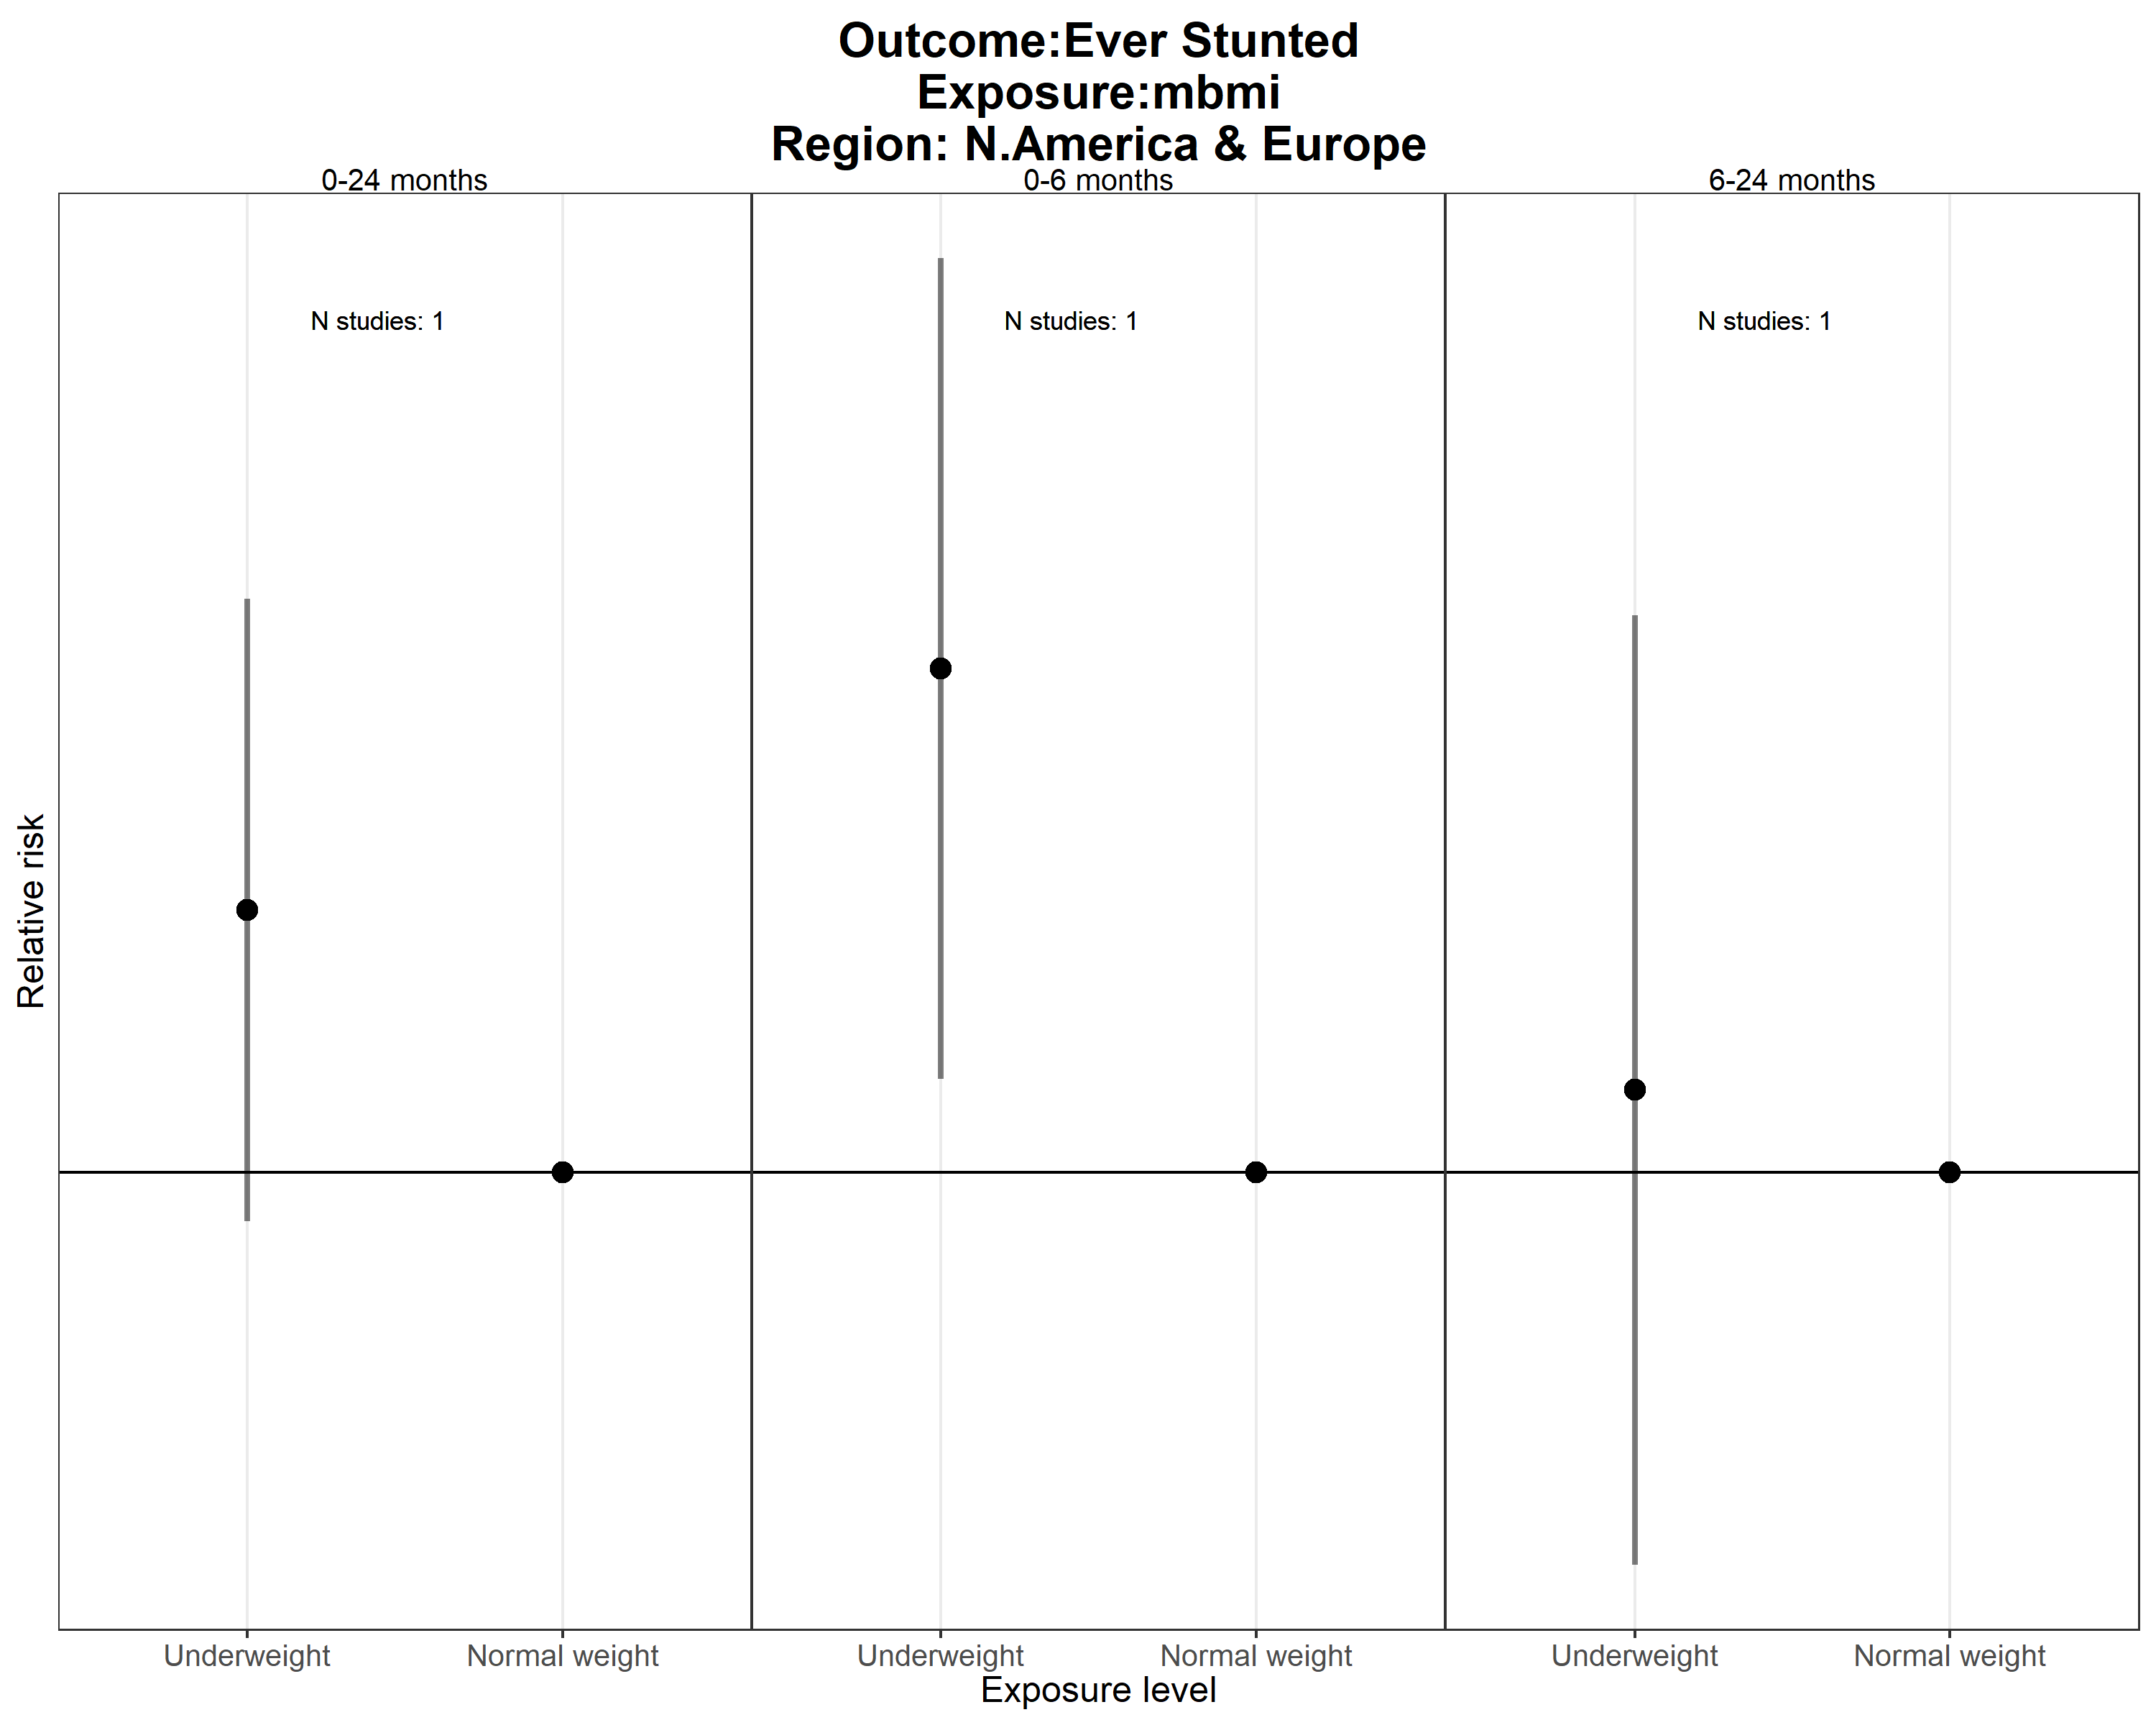 Outcome:Ever Stunted
Exposure:mbmi
Region: N.America & Europe
0-24 months
0-6 months
6-24 months
N studies: 1
N studies: 1
N studies: 1
Relative risk
Underweight
Normal weight
Underweight
Normal weight
Underweight
Normal weight
Exposure level